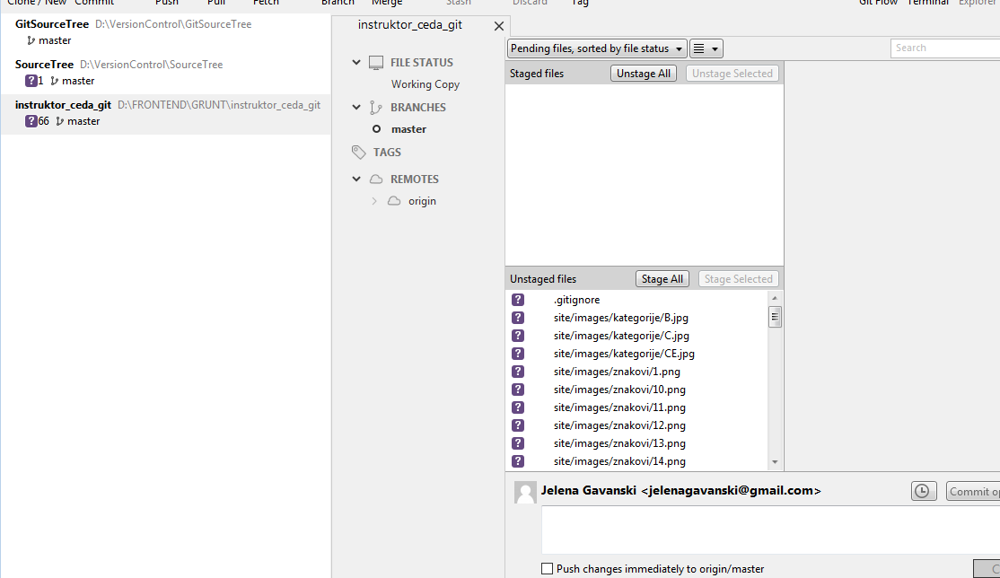 Clone / New Commit Push Pull Fetch Branch Merge Stash Discard Tag Git Flow Terminal Explorer
GitSourceTree D:\VersionControl\GitSourceTree
master
SourceTree D:\VersionControl\SourceTree
? 1 master
instruktor_ceda_git D:\FRONTEND\GRUNT\instruktor_ceda_git
? 66 master
instruktor_ceda_git
FILE STATUS
Working Copy
BRANCHES
master
TAGS
REMOTES
origin
Pending files, sorted by file status
Search
Staged files Unstage All Unstage Selected
Unstaged files Stage All Stage Selected
? .gitignore
? site/images/kategorije/B.jpg
? site/images/kategorije/C.jpg
? site/images/kategorije/CE.jpg
? site/images/znakovi/1.png
? site/images/znakovi/10.png
? site/images/znakovi/11.png
? site/images/znakovi/12.png
? site/images/znakovi/13.png
? site/images/znakovi/14.png
Jelena Gavanski <jelenagavanski@gmail.com>
Commit op
Push changes immediately to origin/master
C